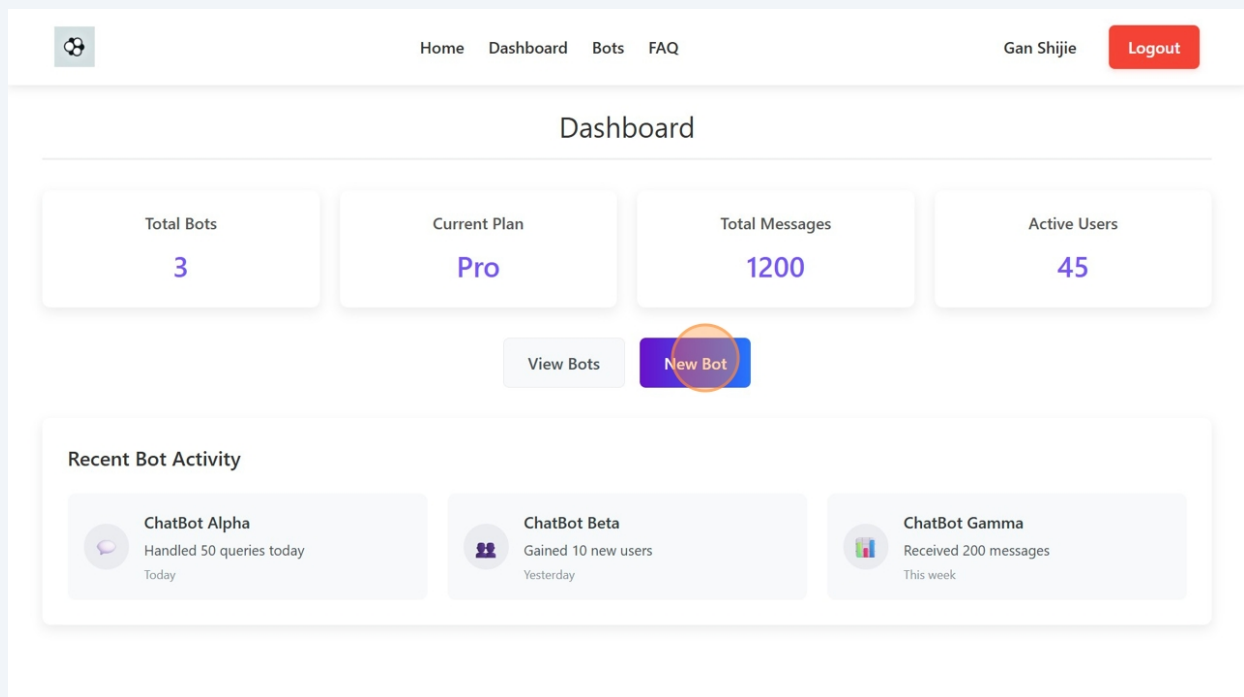 Home Dashboard Bots FAQ Gan Shijie Logout
Dashboard
Total Bots Current Plan Total Messages Active Users
3 Pro 1200 45
View Bots New Bot
Recent Bot Activity
ChatBot Alpha
Handled 50 queries today
Today
ChatBot Beta
Gained 10 new users
Yesterday
ChatBot Gamma
Received 200 messages
This week